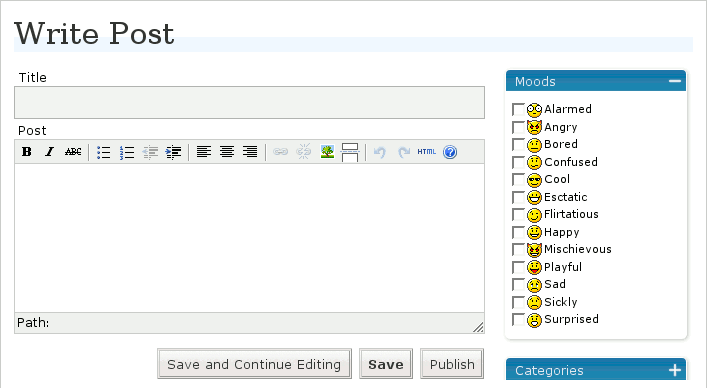 Write Post
Title
Post
B I ABC HTML ?
Path:
Save and Continue Editing Save Publish
Moods
Alarmed
Angry
Bored
Confused
Cool
Esctatic
Flirtatious
Happy
Mischievous
Playful
Sad
Sickly
Surprised
Categories